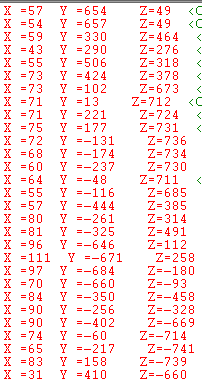 X =57 Y =654 Z=49 <C
X =54 Y =657 Z=49 <C
X =59 Y =330 Z=464 <
X =43 Y =290 Z=276 <
X =55 Y =506 Z=318 <
X =73 Y =424 Z=378 <
X =73 Y =102 Z=673 <
X =71 Y =13 Z=712 <
X =71 Y =221 Z=724 <
X =75 Y =177 Z=731 <
X =72 Y =-131 Z=736
X =68 Y =-174 Z=734
X =60 Y =-237 Z=730
X =64 Y =-48 Z=711 <
X =55 Y =-116 Z=685
X =57 Y =-444 Z=385
X =80 Y =-261 Z=314
X =81 Y =-325 Z=491
X =96 Y =-646 Z=112
X =111 Y =-671 Z=258
X =97 Y =-684 Z=-180
X =70 Y =-660 Z=-93
X =84 Y =-350 Z=-458
X =90 Y =-256 Z=-328
X =90 Y =-402 Z=-669
X =74 Y =-60 Z=-714
X =65 Y =-217 Z=-741
X =83 Y =158 Z=-739
X =31 Y =410 Z=-660